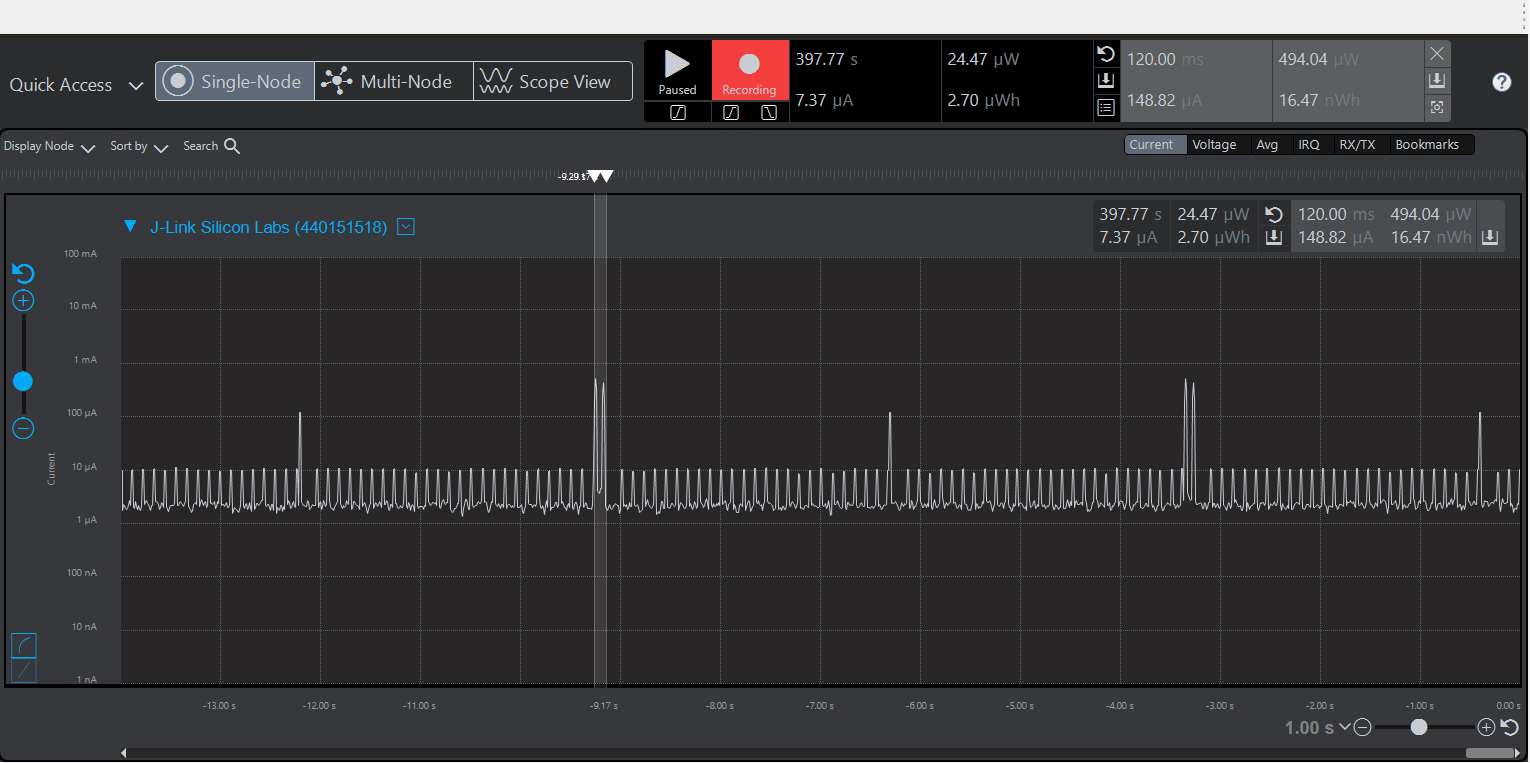 Quick Access Single-Node Multi-Node Scope View
Paused Recording
397.77 s 24.47 µW
7.37 µA 2.70 µWh
120.00 ms 494.04 µW
148.82 µA 16.47 nWh
Display Node Sort by Search
Current Voltage Avg IRQ RX/TX Bookmarks
J-Link Silicon Labs (440151518)
397.77 s 24.47 µW 120.00 ms 494.04 µW
7.37 µA 2.70 µWh 148.82 µA 16.47 nWh
100 mA
10 mA
1 mA
100 µA
10 µA
1 µA
100 nA
10 nA
1 nA
Current
-13.00 s -12.00 s -11.00 s -9.17 s -8.00 s -7.00 s -6.00 s -5.00 s -4.00 s -3.00 s -2.00 s -1.00 s 0.00 s
1.00 s